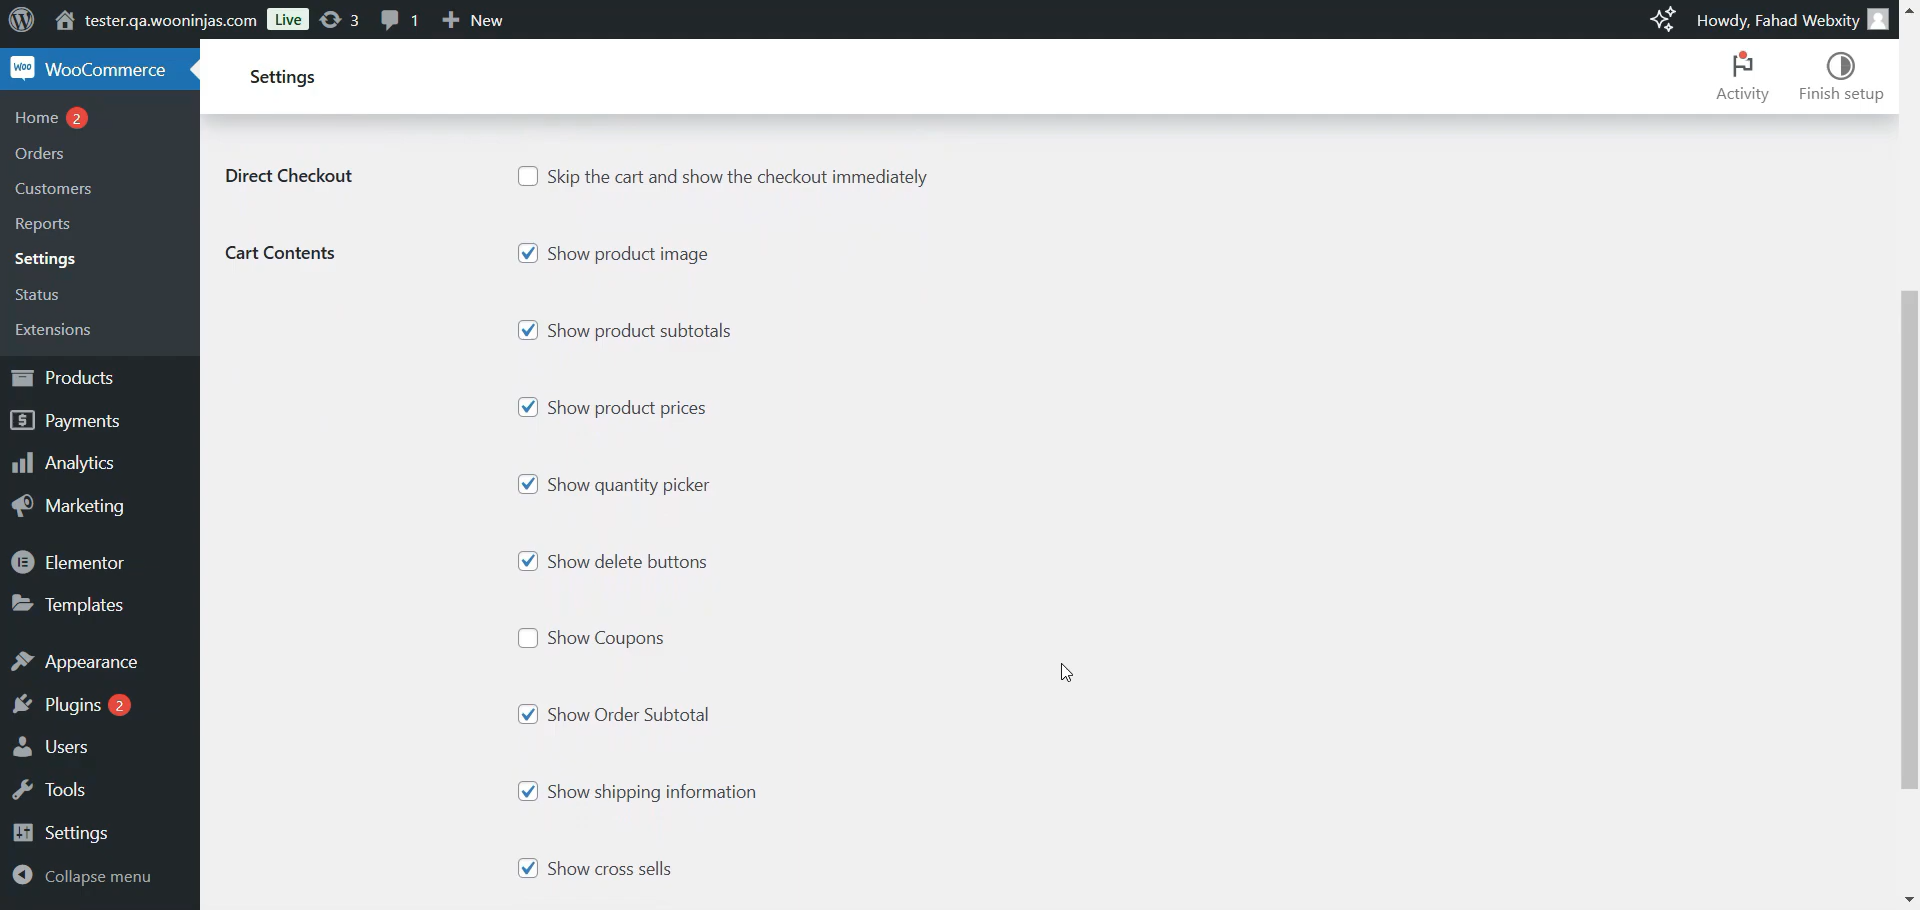 tester.qa.wooninjas.com Live 3 1 New Howdy, Fahad Webxity
Woo WooCommerce
Settings
Activity
Finish setup
Home 2
Orders
Customers
Reports
Settings
Status
Extensions
Products
Payments
Analytics
Marketing
Elementor
Templates
Appearance
Plugins 2
Users
Tools
Settings
Collapse menu
Direct Checkout
Skip the cart and show the checkout immediately
Cart Contents
Show product image
Show product subtotals
Show product prices
Show quantity picker
Show delete buttons
Show Coupons
Show Order Subtotal
Show shipping information
Show cross sells